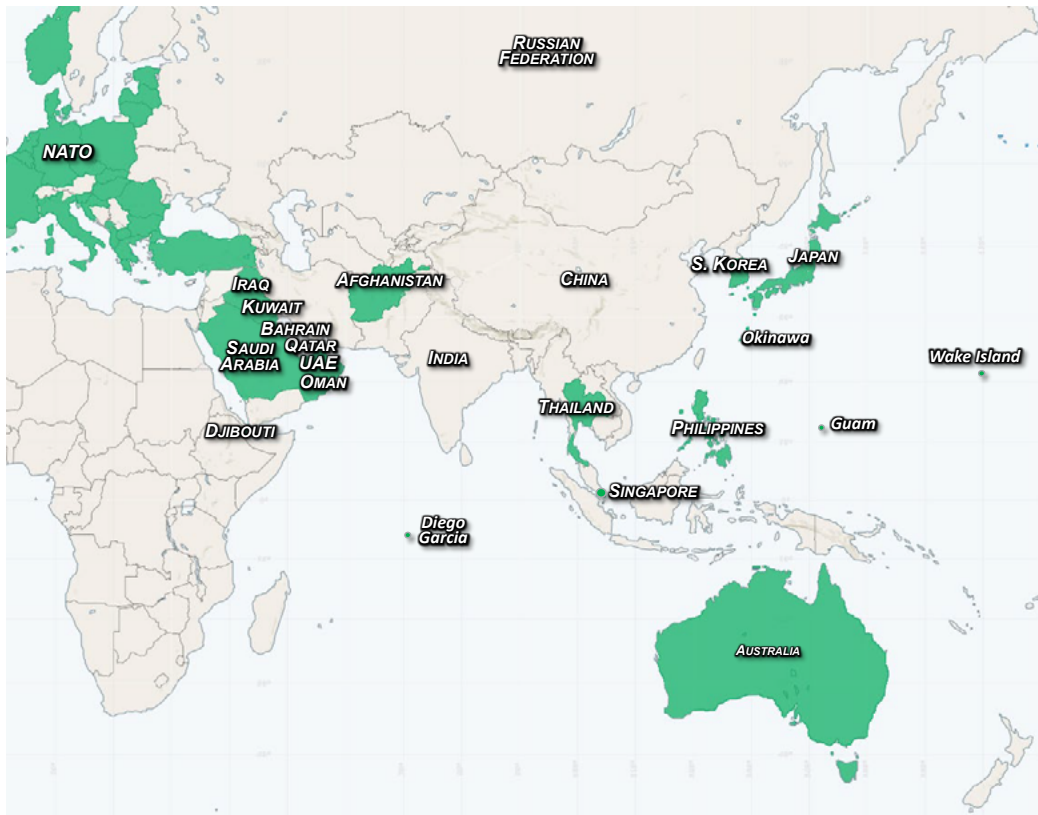 RUSSIAN
FEDERATION
NATO
JAPAN
S. KOREA
IRAQ
AFGHANISTAN
CHINA
KUWAIT
BAHRAIN
Okinawa
SAUDI
ARABIA
QATAR
UAE
OMAN
INDIA
Wake Island
THAILAND
DJIBOUTI
PHILIPPINES
Guam
SINGAPORE
Diego
Garcia
AUSTRALIA